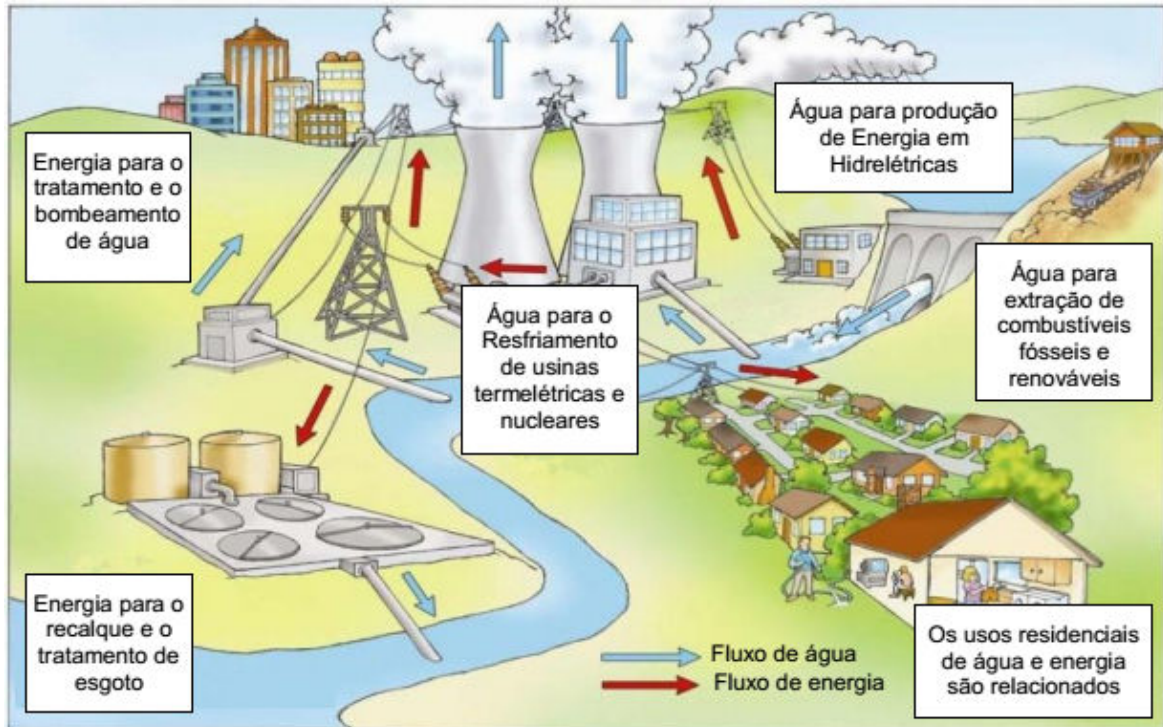 Energia para o
tratamento e o
bombeamento
de água
Água para produção
de Energia em
Hidrelétricas
Água para o
Resfriamento
de usinas
termelétricas e
nucleares
Água para
extração de
combustíveis
fósseis e
renováveis
Energia para o
recalque e o
tratamento de
esgoto
Fluxo de água
Fluxo de energia
Os usos residenciais
de água e energia
são relacionados